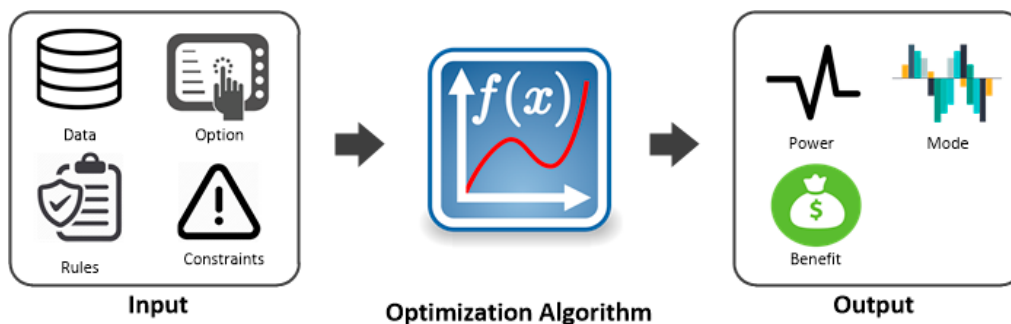 Data
Option
Rules
Constraints
Input
f(x)
Optimization Algorithm
Power
Mode
$
Benefit
Output